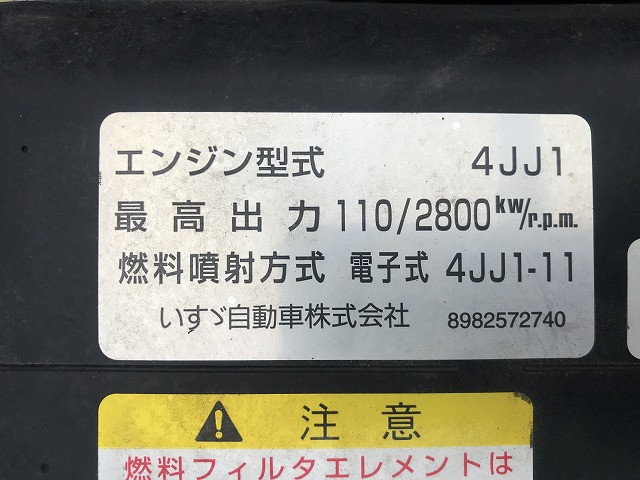 エンジン型式 4JJ1
最高出力 110/2800kw/r.p.m.
燃料噴射方式 電子式 4JJ1-11
いすゞ自動車株式会社 8982572740
⚠ 注意
燃料フィルタエレメントは